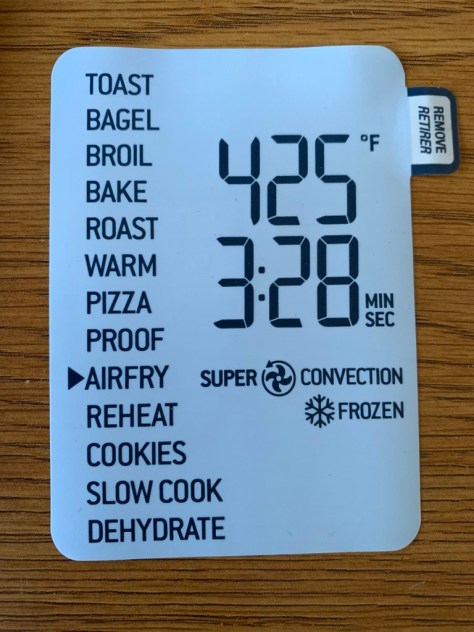 TOAST
BAGEL
BROIL
BAKE
ROAST
WARM
PIZZA
PROOF
AIRFRY
REHEAT
COOKIES
SLOW COOK
DEHYDRATE
425 °F
3:28 MIN SEC
SUPER CONVECTION
FROZEN
REMOVE
RETIRER